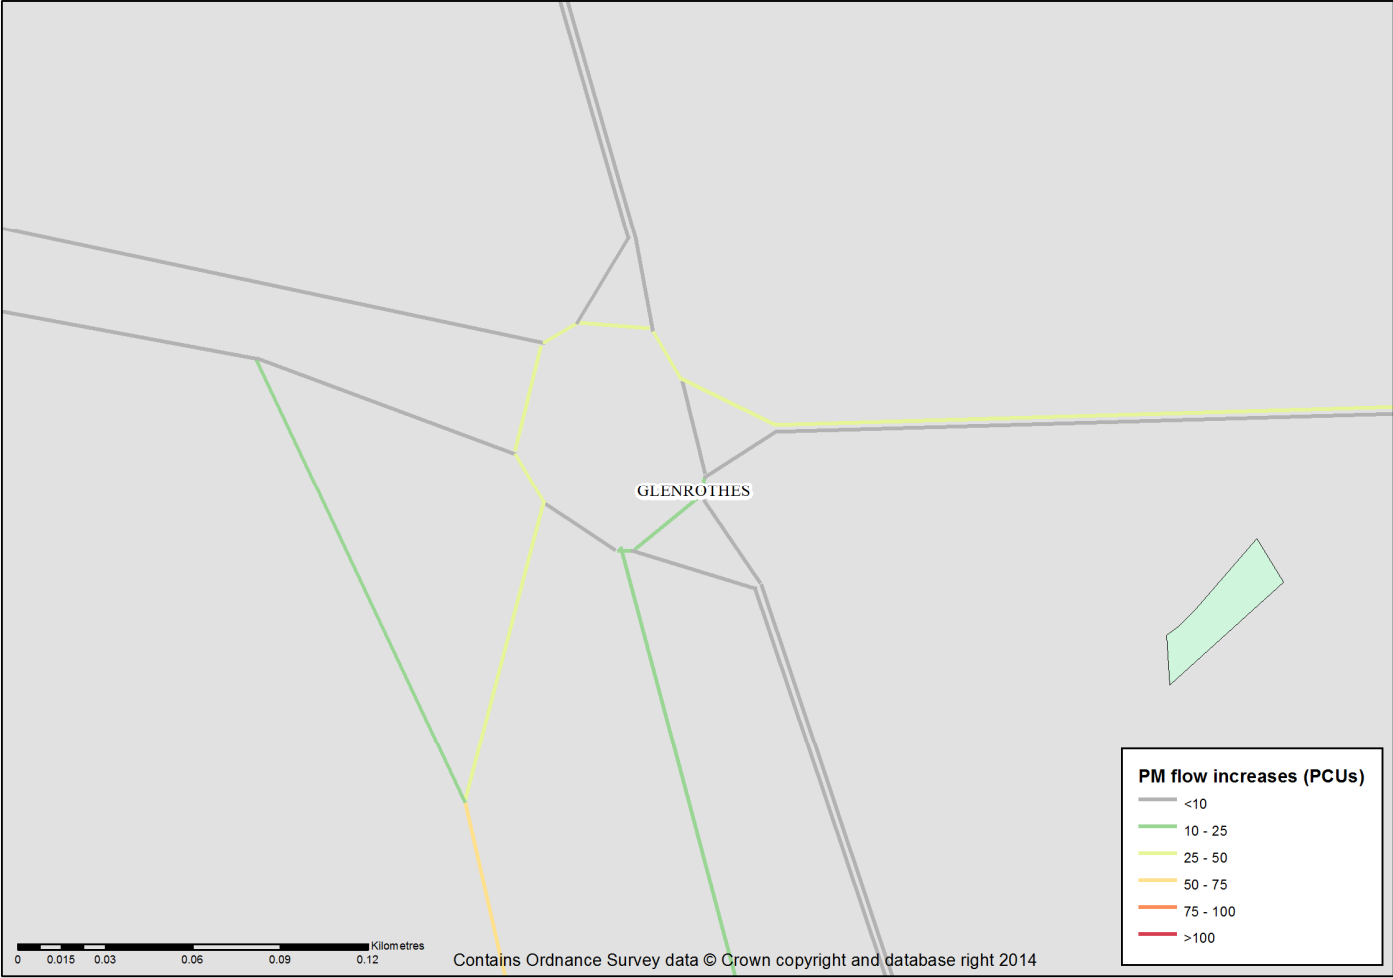 GLENROTHES
PM flow increases (PCUs)
<10
10 - 25
25 - 50
50 - 75
75 - 100
>100
Kilometres
0 0.015 0.03 0.06 0.09 0.12
Contains Ordnance Survey data © Crown copyright and database right 2014